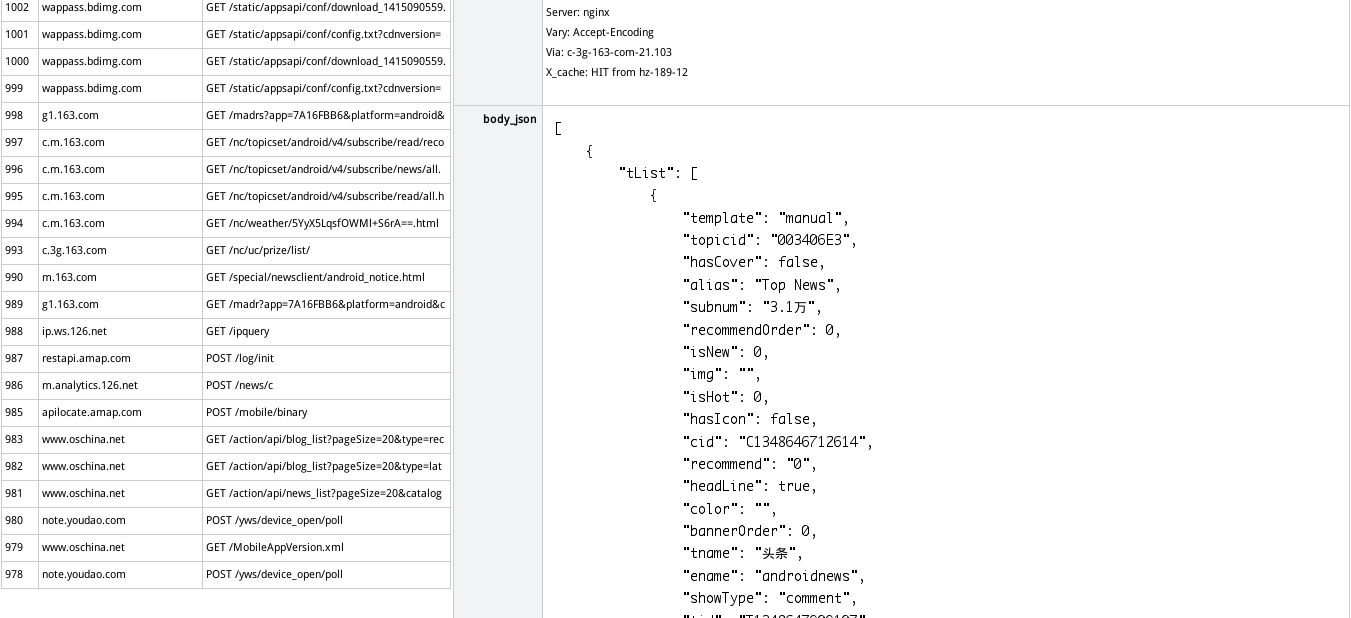 1002 wappass.bdimg.com GET /static/appsapi/conf/download_1415090559.
1001 wappass.bdimg.com GET /static/appsapi/conf/config.txt?cdnversion=
1000 wappass.bdimg.com GET /static/appsapi/conf/download_1415090559.
999 wappass.bdimg.com GET /static/appsapi/conf/config.txt?cdnversion=
998 g1.163.com GET /madrs?app=7A16FBB6&platform=android&
997 c.m.163.com GET /nc/topicset/android/v4/subscribe/read/reco
996 c.m.163.com GET /nc/topicset/android/v4/subscribe/news/all.
995 c.m.163.com GET /nc/topicset/android/v4/subscribe/read/all.h
994 c.m.163.com GET /nc/weather/5YyX5LqsfOWMl+S6rA==.html
993 c.3g.163.com GET /nc/uc/prize/list/
990 m.163.com GET /special/newsclient/android_notice.html
989 g1.163.com GET /madr?app=7A16FBB6&platform=android&c
988 ip.ws.126.net GET /ipquery
987 restapi.amap.com POST /log/init
986 m.analytics.126.net POST /news/c
985 apilocate.amap.com POST /mobile/binary
983 www.oschina.net GET /action/api/blog_list?pageSize=20&type=rec
982 www.oschina.net GET /action/api/blog_list?pageSize=20&type=lat
981 www.oschina.net GET /action/api/news_list?pageSize=20&catalog
980 note.youdao.com POST /yws/device_open/poll
979 www.oschina.net GET /MobileAppVersion.xml
978 note.youdao.com POST /yws/device_open/poll
Server: nginx
Vary: Accept-Encoding
Via: c-3g-163-com-21.103
X_cache: HIT from hz-189-12
body_json
[
{
"tList": [
{
"template": "manual",
"topicid": "003406E3",
"hasCover": false,
"alias": "Top News",
"subnum": "3.1万",
"recommendOrder": 0,
"isNew": 0,
"img": "",
"isHot": 0,
"hasIcon": false,
"cid": "C1348646712614",
"recommend": "0",
"headLine": true,
"color": "",
"bannerOrder": 0,
"tname": "头条",
"ename": "androidnews",
"showType": "comment",